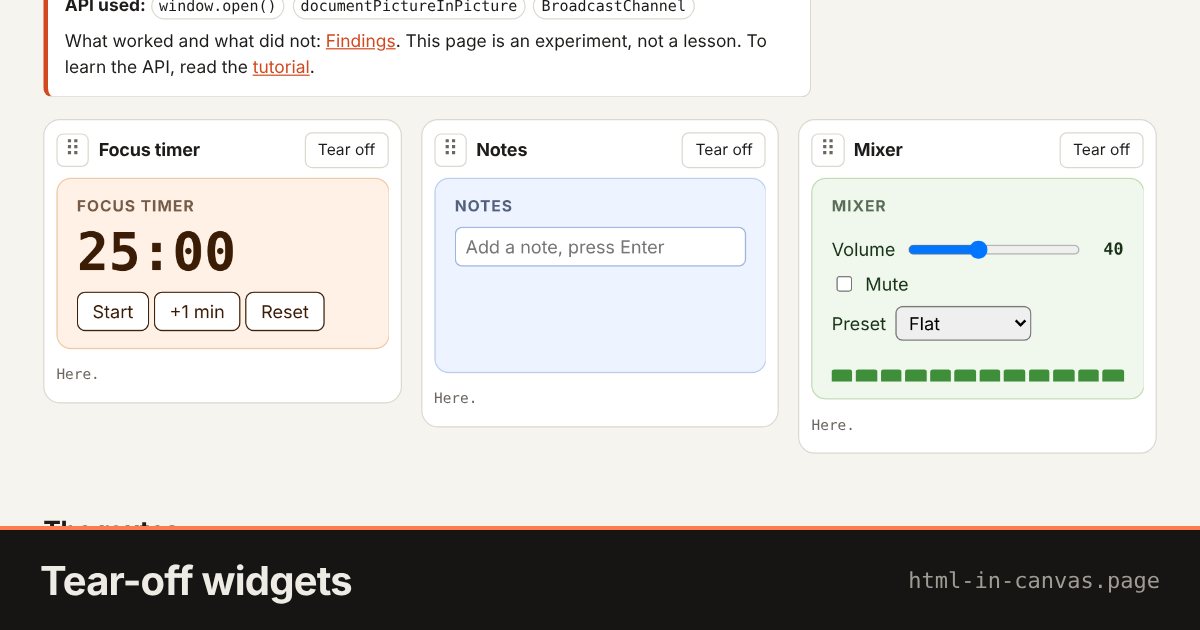 API used: window.open() documentPictureInPicture BroadcastChannel
What worked and what did not: Findings. This page is an experiment, not a lesson. To
learn the API, read the tutorial.
Focus timer Tear off
FOCUS TIMER
25:00
Start +1 min Reset
Here.
Notes Tear off
NOTES
Add a note, press Enter
Here.
Mixer Tear off
MIXER
Volume 40
Mute
Preset Flat
Here.
Tear-off widgets
html-in-canvas.page